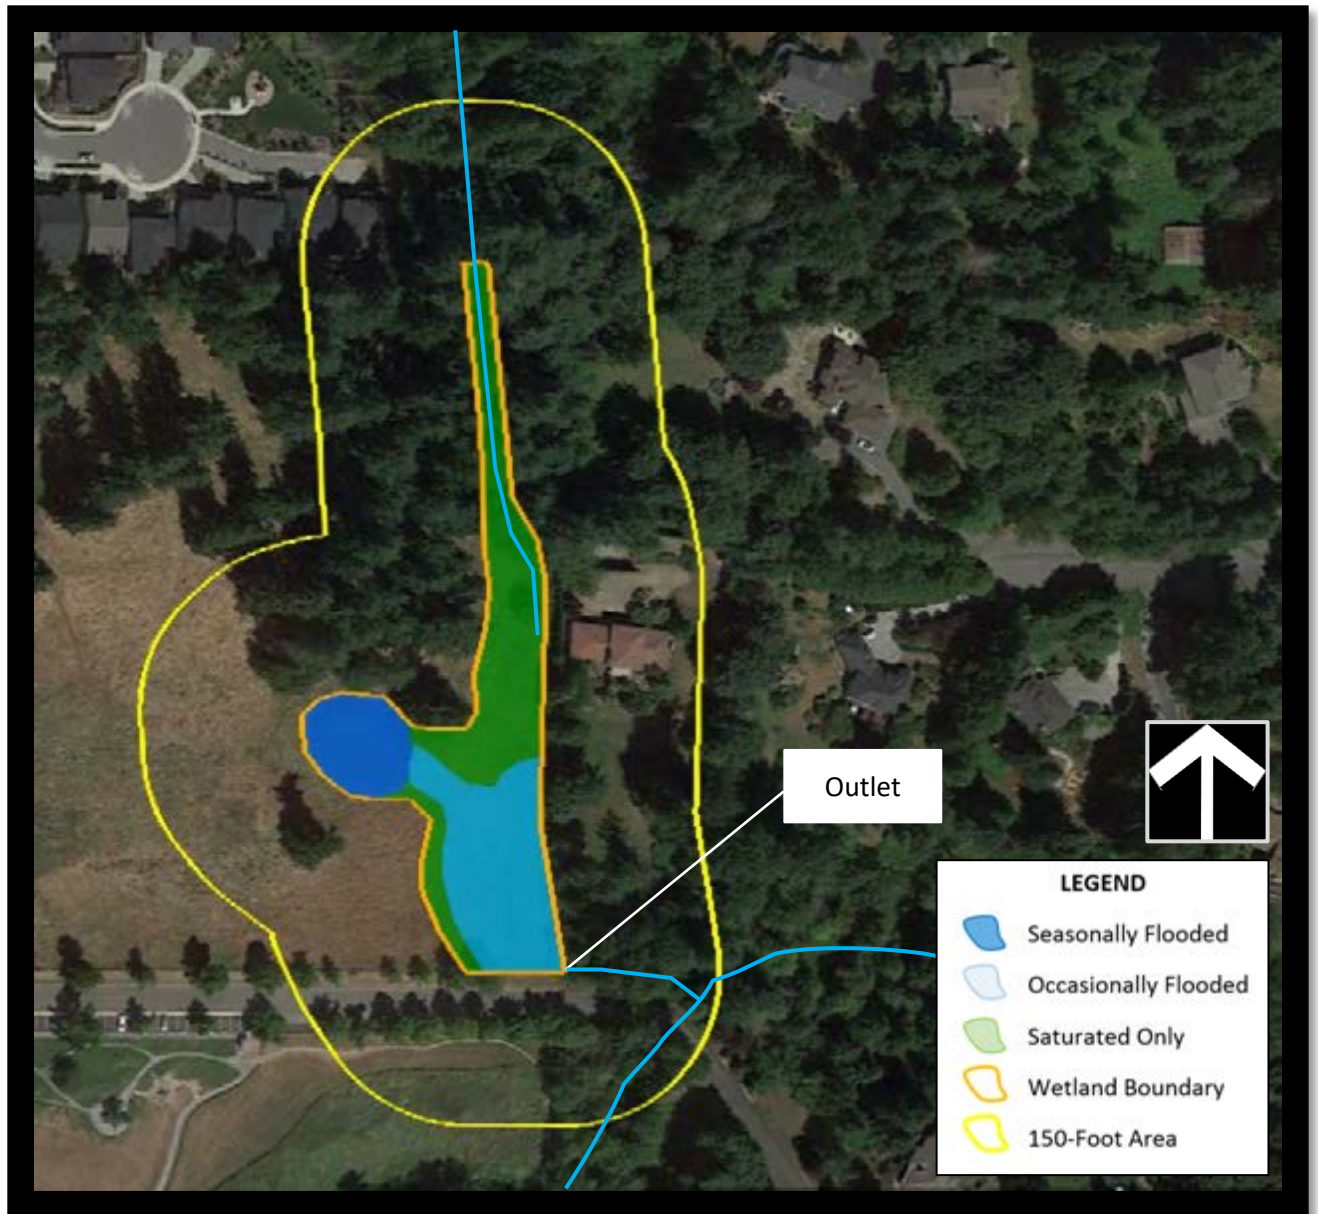 Outlet
LEGEND
Seasonally Flooded
Occasionally Flooded
Saturated Only
Wetland Boundary
150-Foot Area